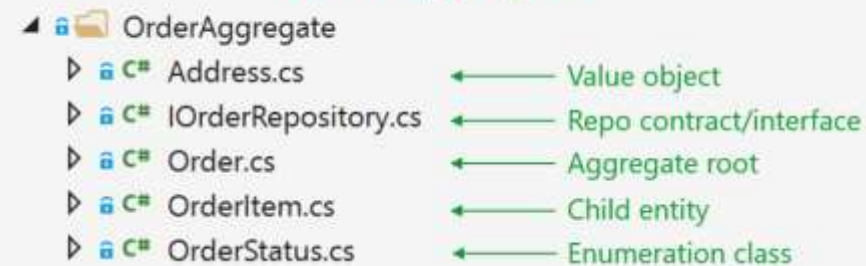 OrderAggregate
C# Address.cs Value object
C# IOrderRepository.cs Repo contract/interface
C# Order.cs Aggregate root
C# OrderItem.cs Child entity
C# OrderStatus.cs Enumeration class